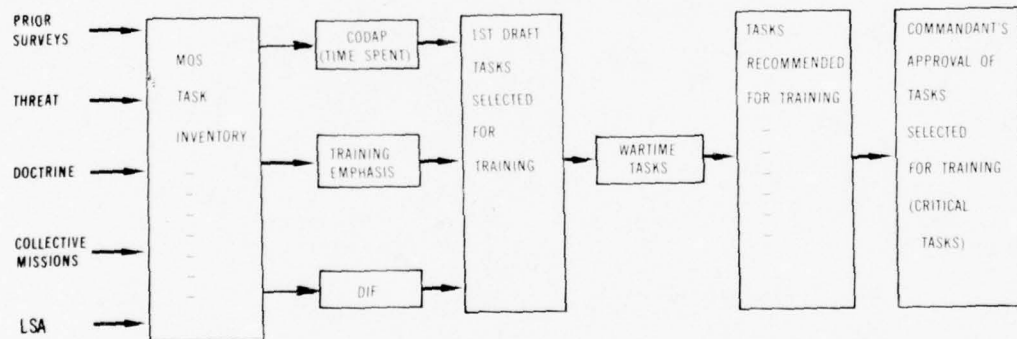 PRIOR
SURVEYS
THREAT
DOCTRINE
COLLECTIVE
MISSIONS
LSA
MOS
TASK
INVENTORY
CODAP
(TIME SPENT)
TRAINING
EMPHASIS
DIF
1ST DRAFT
TASKS
SELECTED
FOR
TRAINING
WARTIME
TASKS
TASKS
RECOMMENDED
FOR TRAINING
COMMANDANT'S
APPROVAL OF
TASKS
SELECTED
FOR TRAINING
(CRITICAL
TASKS)